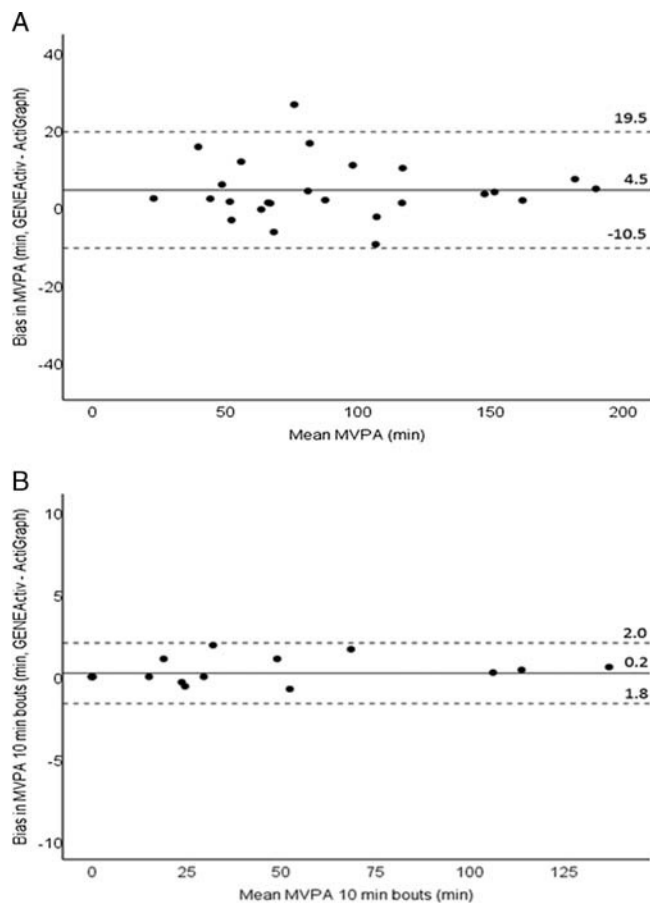 A
40
19.5
20
4.5
0
-10.5
-20
-40
Bias in MVPA (min, GENEActiv - ActiGraph)
0 50 100 150 200
Mean MVPA (min)
B
10
5
2.0
0.2
0
1.8
-5
-10
Bias in MVPA 10 min bouts (min, GENEActiv - ActiGraph)
0 25 50 75 100 125
Mean MVPA 10 min bouts (min)